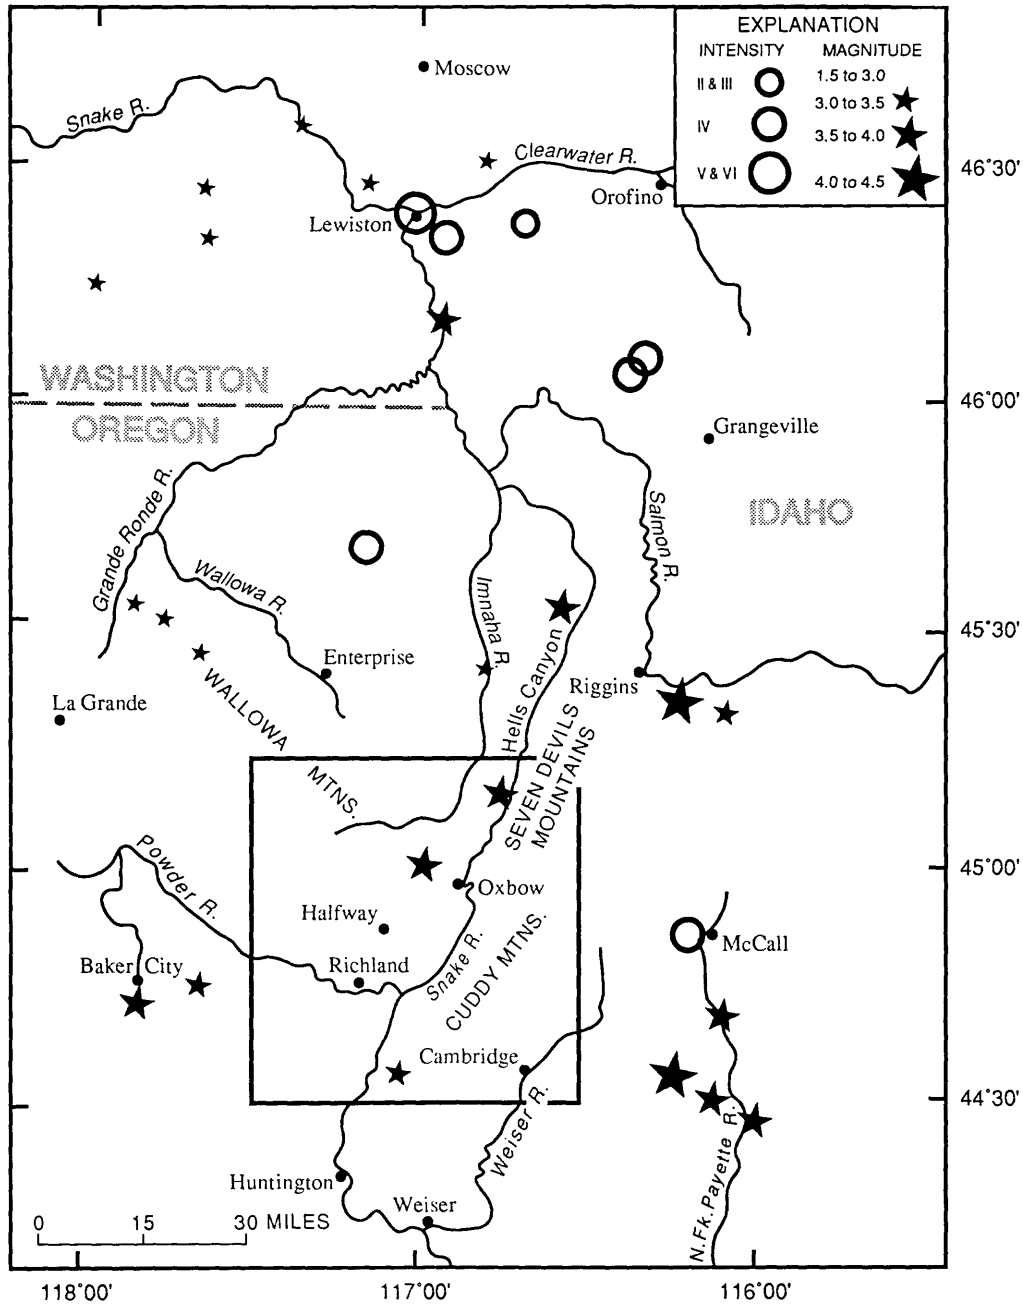 EXPLANATION
INTENSITY MAGNITUDE
II & III
1.5 to 3.0
3.0 to 3.5
IV
3.5 to 4.0
V & VI
4.0 to 4.5
Moscow
Snake R.
Clearwater R.
Orofino
46°30'
Lewiston
WASHINGTON
OREGON
46°00'
Grangeville
IDAHO
Grande Ronde R.
Salmon R.
Wallowa R.
Imnaha R.
45°30'
Enterprise
Hells Canyon
Riggins
La Grande
WALLOWA
MTNS.
SEVEN DEVILS
MOUNTAINS
Powder R.
45°00'
Oxbow
Halfway
McCall
Baker City
Richland
Snake R.
CUDDY MTNS.
Cambridge
44°30'
Weiser R.
N.Fk.Payette R.
Huntington
Weiser
0 15 30 MILES
118°00' 117°00' 116°00'